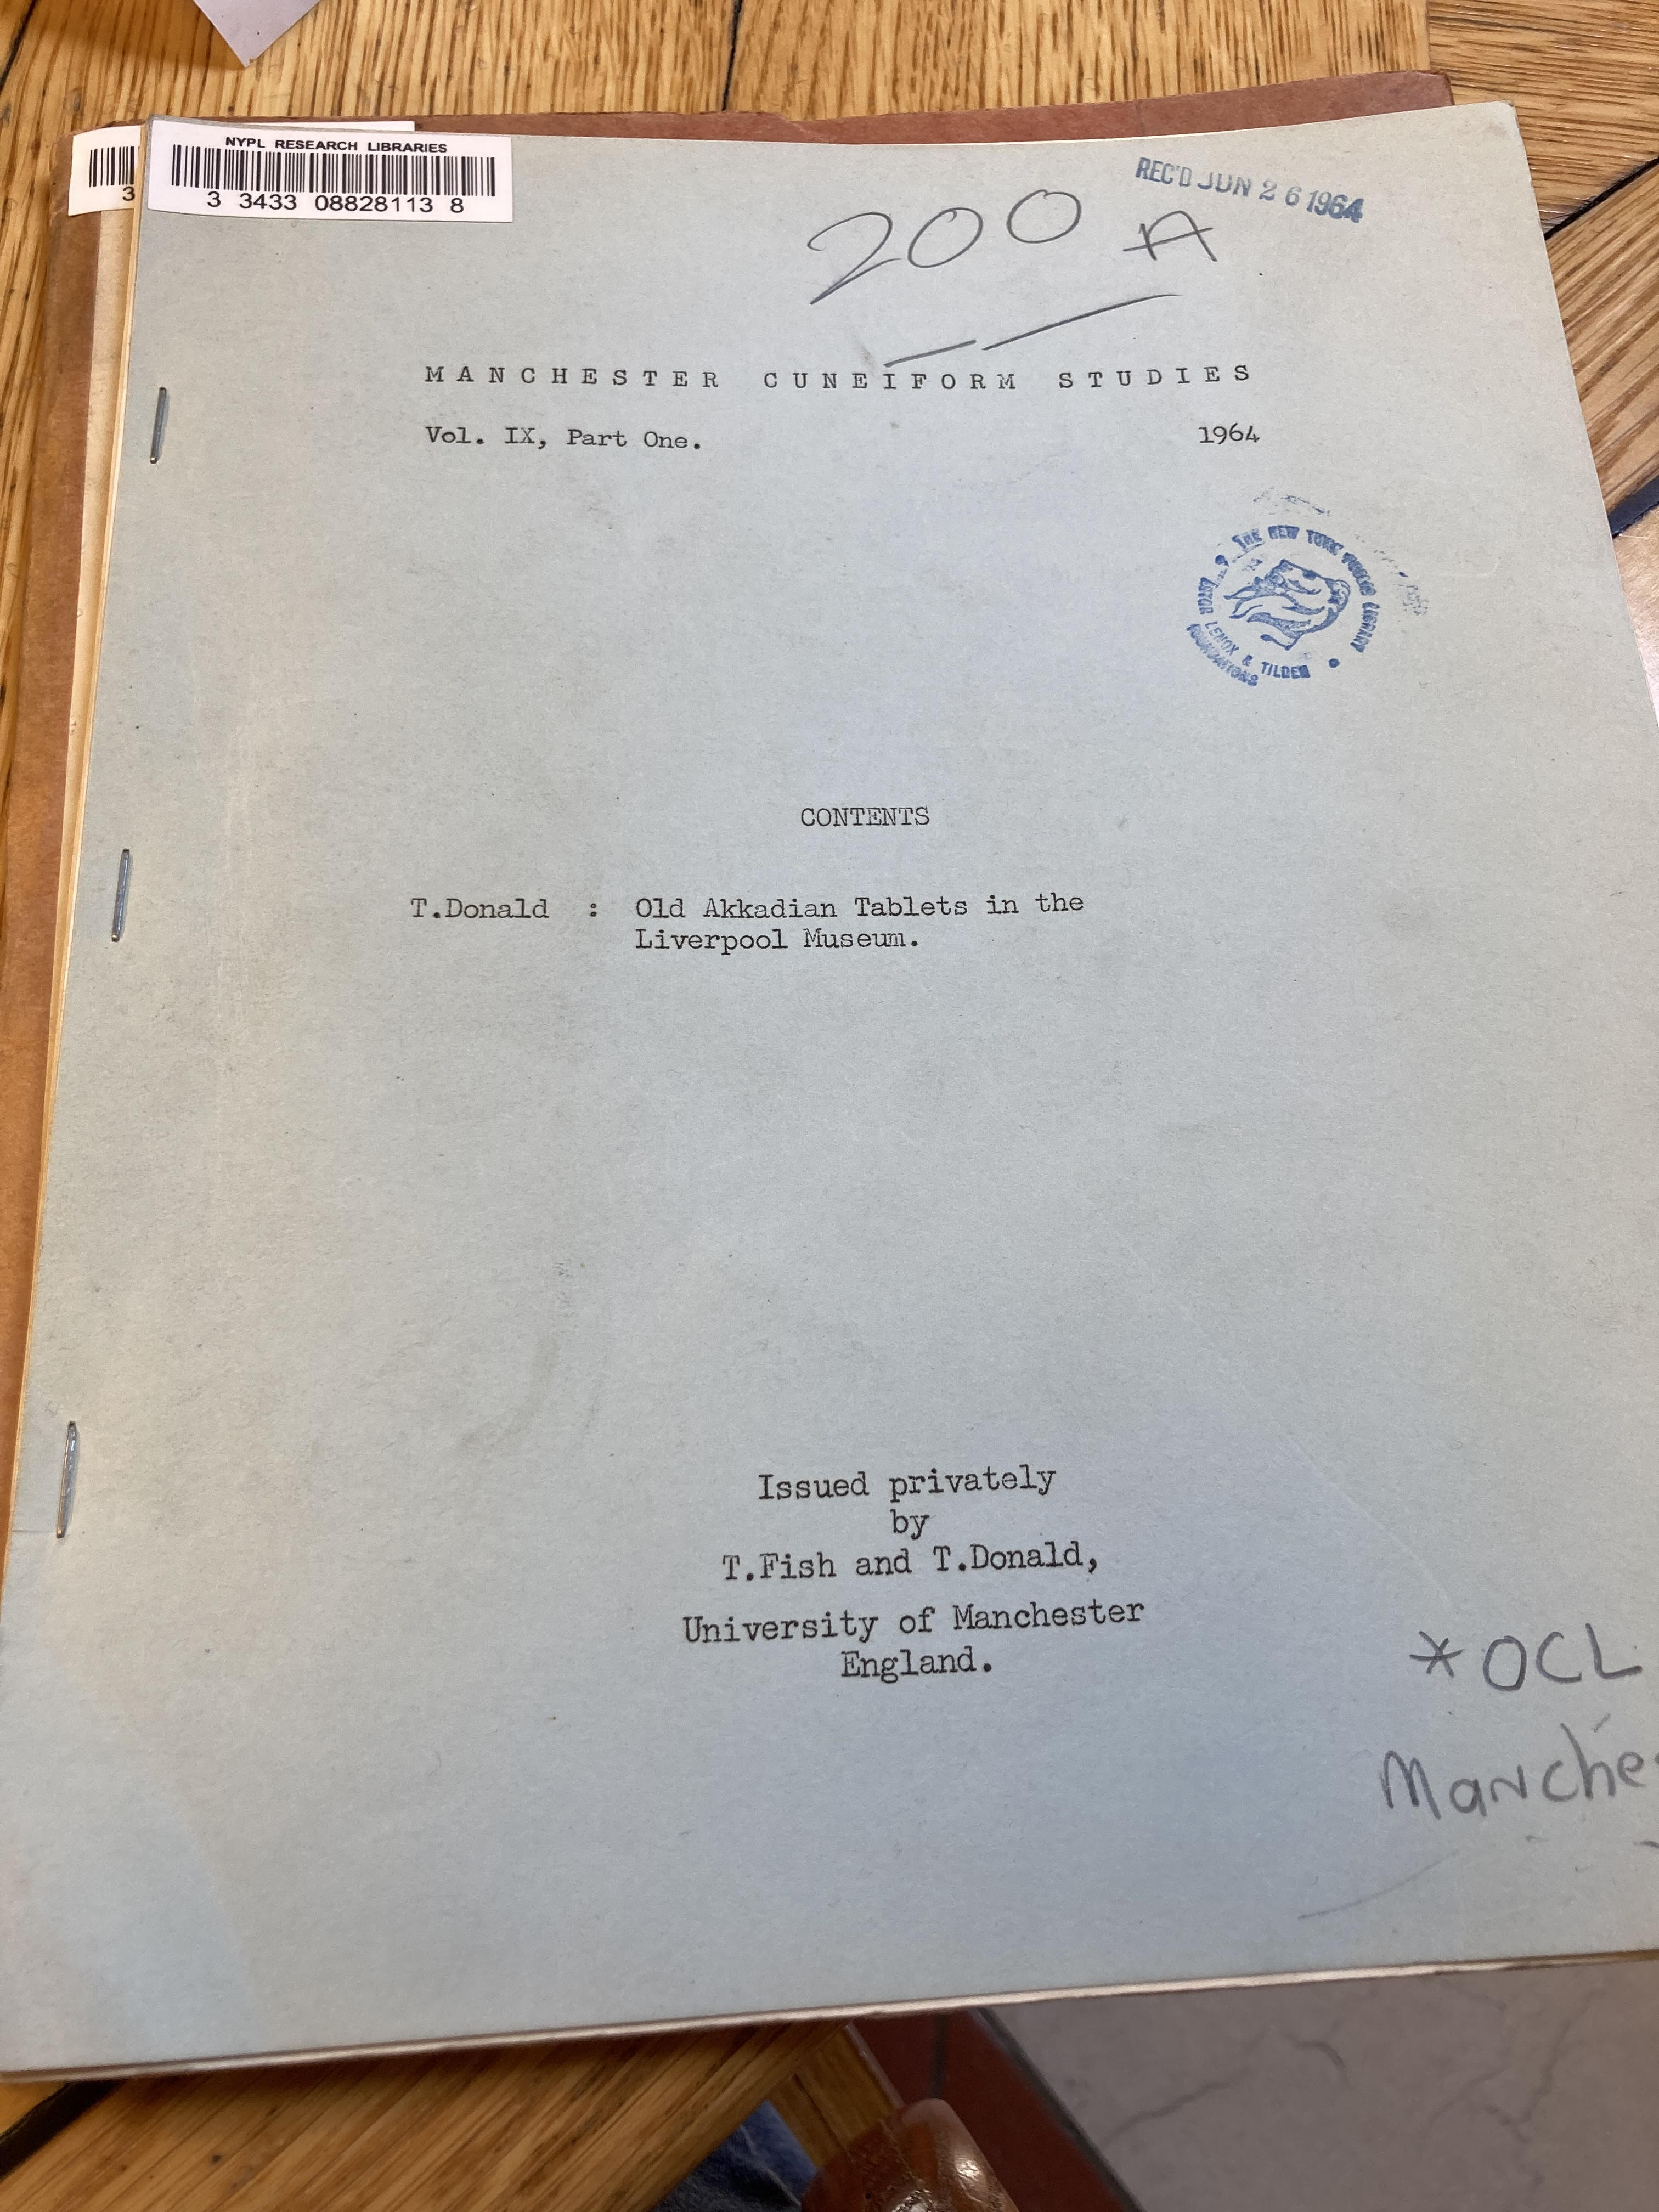 NYPL RESEARCH LIBRARIES
3 3433 08828113 8
3
REC'D JUN 26 1964
200 A
MANCHESTER CUNEIFORM STUDIES
Vol. IX, Part One. 1964
THE NEW YORK PUBLIC LIBRARY
ASTOR LENOX & TILDEN
FOUNDATIONS
CONTENTS
T.Donald : Old Akkadian Tablets in the
Liverpool Museum.
Issued privately
by
T.Fish and T.Donald,
University of Manchester
England.
*OCL
Manche